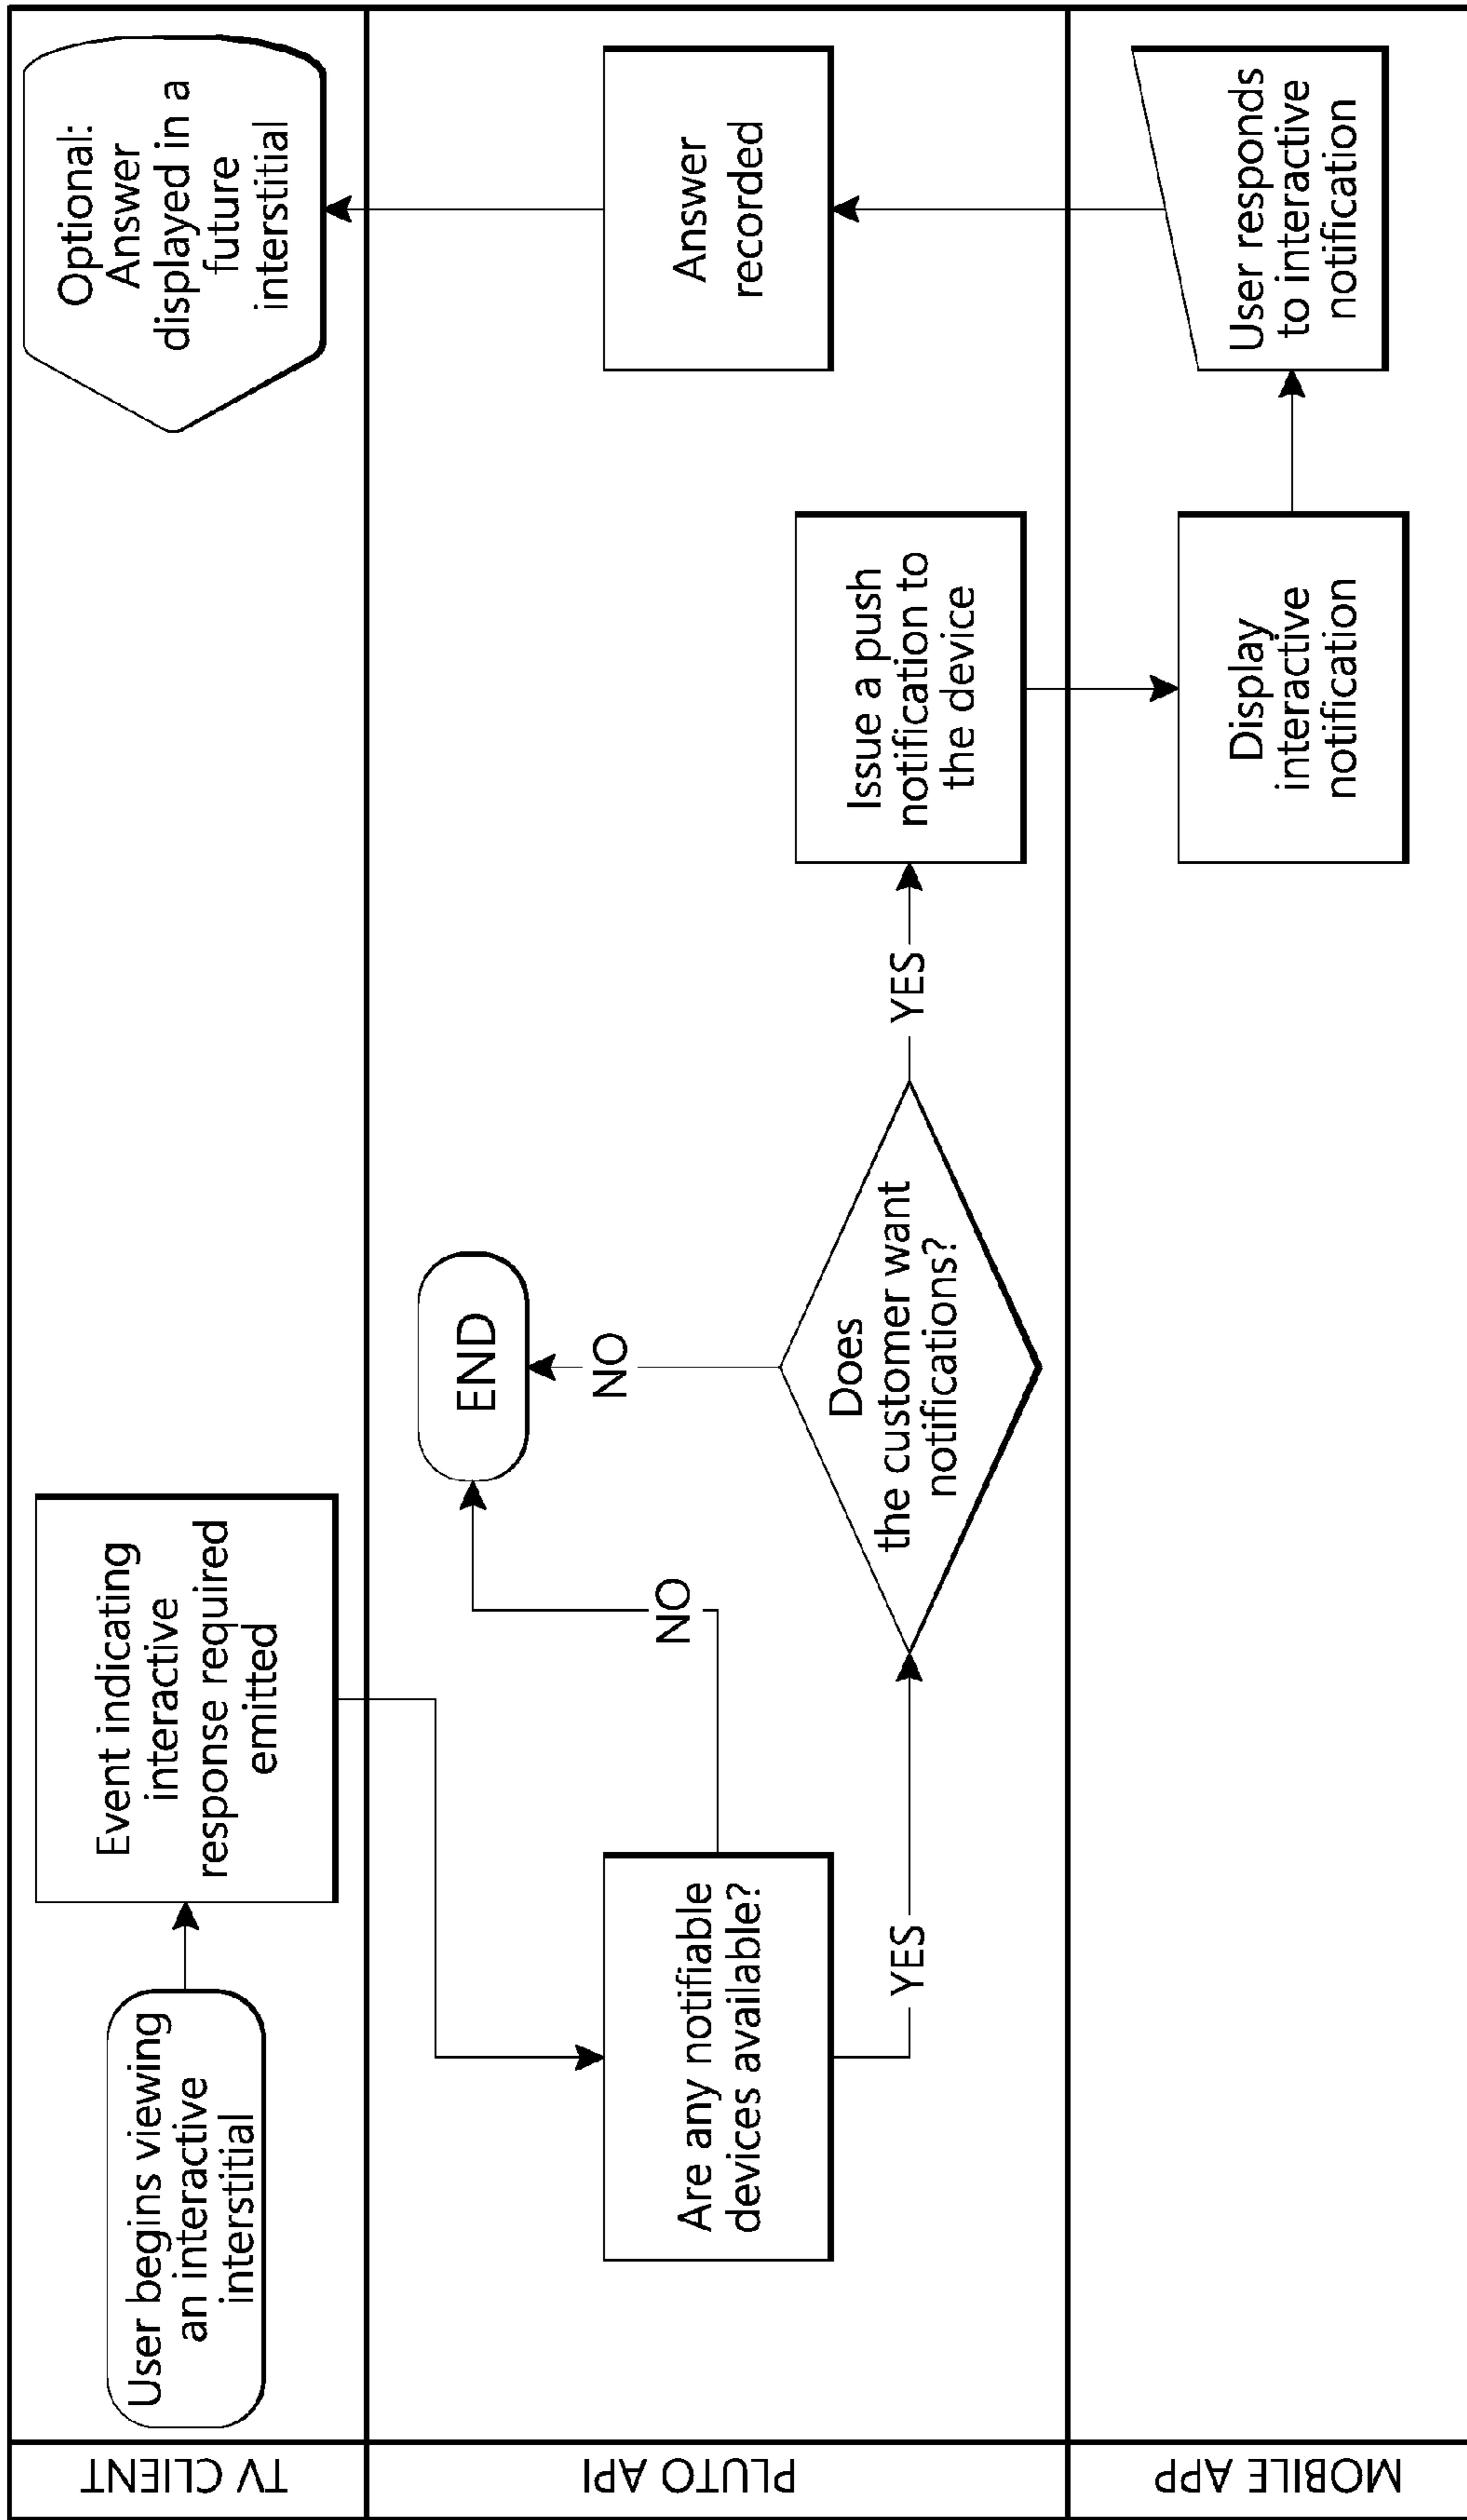 TV CLIENT
User begins viewing
an interactive
interstitial
Event indicating
interactive
response required
emitted
Optional:
Answer
displayed in a
future
interstitial
PLUTO API
Are any notifiable
devices available?
NO
YES
END
NO
Does
the customer want
notifications?
YES
Issue a push
notification to
the device
Answer
recorded
MOBILE APP
Display
interactive
notification
User responds
to interactive
notification